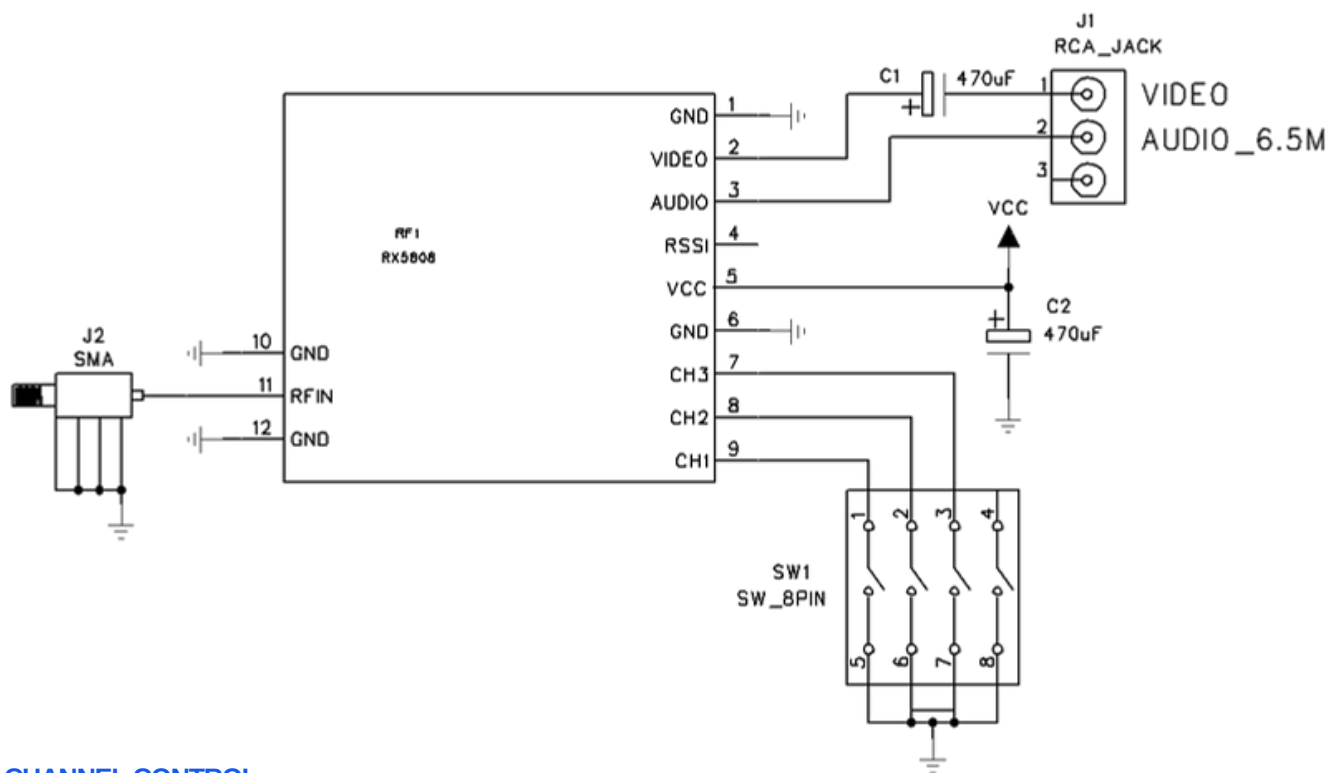 J1
RCA_JACK
C1
470uF
+
1
VIDEO
2
AUDIO_6.5M
3
VCC
C2
+
470uF
RF1
RX5808
GND 1
VIDEO 2
AUDIO 3
RSSI 4
VCC 5
GND 6
CH3 7
CH2 8
CH1 9
10 GND
11 RFIN
12 GND
J2
SMA
1 2 3 4
SW1
SW_8PIN
5 6 7 8
CHANNEL CONTROL